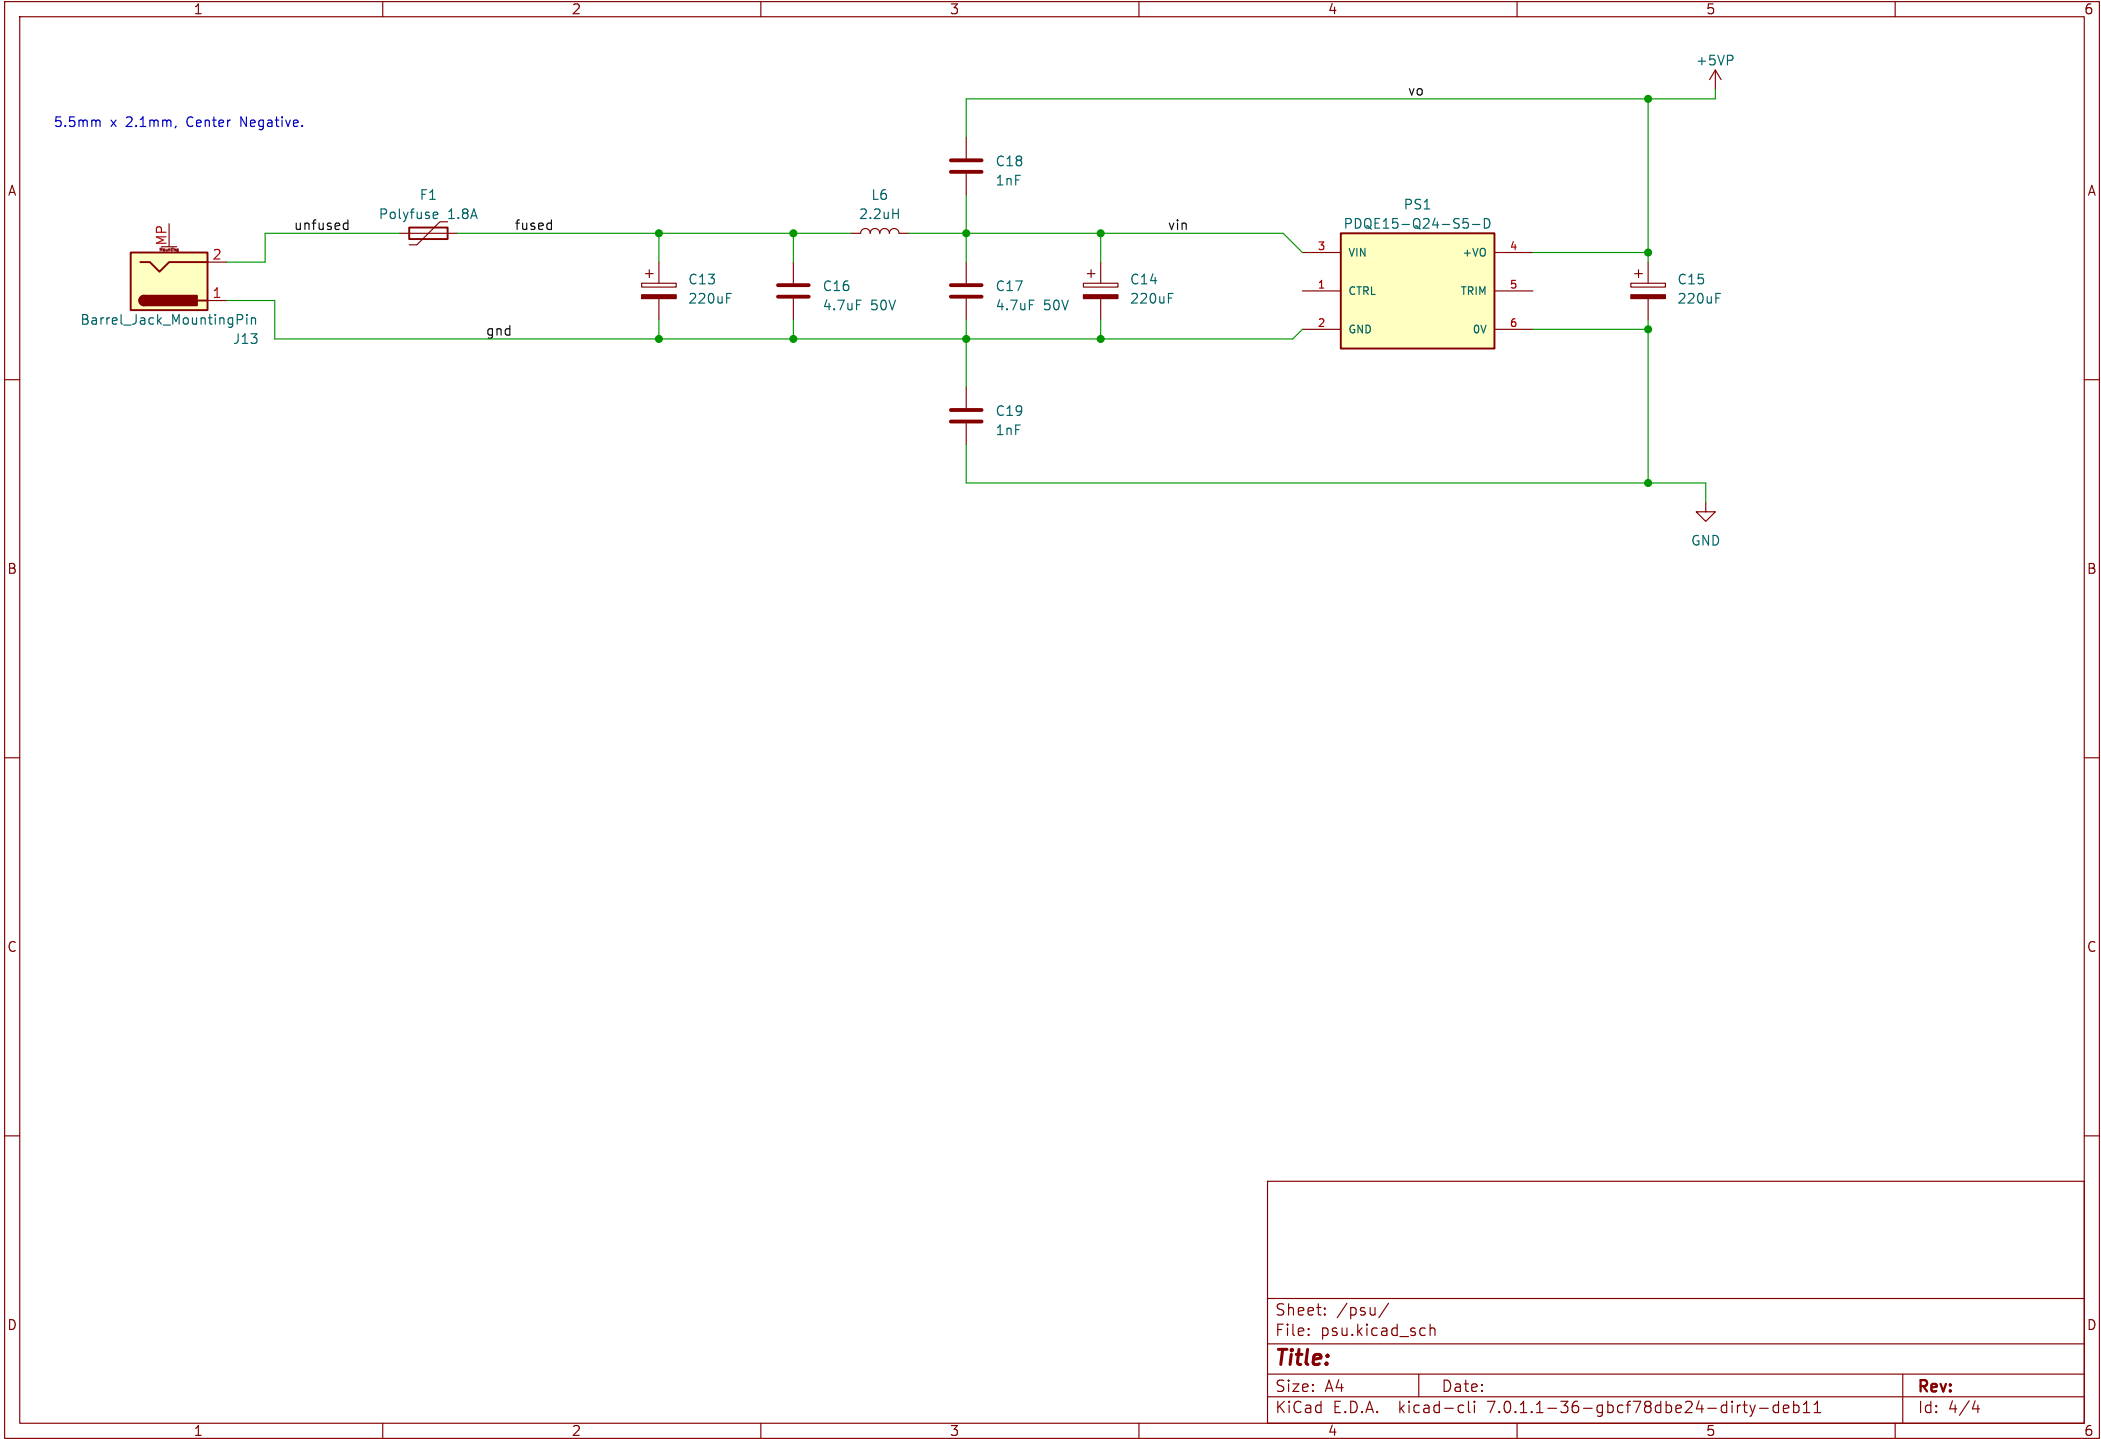 1 2 3 4 5 6
+5VP
vo
5.5mm x 2.1mm, Center Negative.
C18
1nF
A A
F1
Polyfuse 1.8A
L6
2.2uH
PS1
PDQE15-Q24-S5-D
MP
unfused
fused
vin
2
1
Barrel_Jack_MountingPin
J13
gnd
+
C13
220uF
C16
4.7uF 50V
C17
4.7uF 50V
+
C14
220uF
3 VIN +VO 4
1 CTRL TRIM 5
2 GND 0V 6
+
C15
220uF
C19
1nF
GND
B B
C C
D D
Sheet: /psu/
File: psu.kicad_sch
Title:
Size: A4 Date: Rev:
KiCad E.D.A. kicad-cli 7.0.1.1-36-gbcf78dbe24-dirty-deb11 Id: 4/4
1 2 3 4 5 6